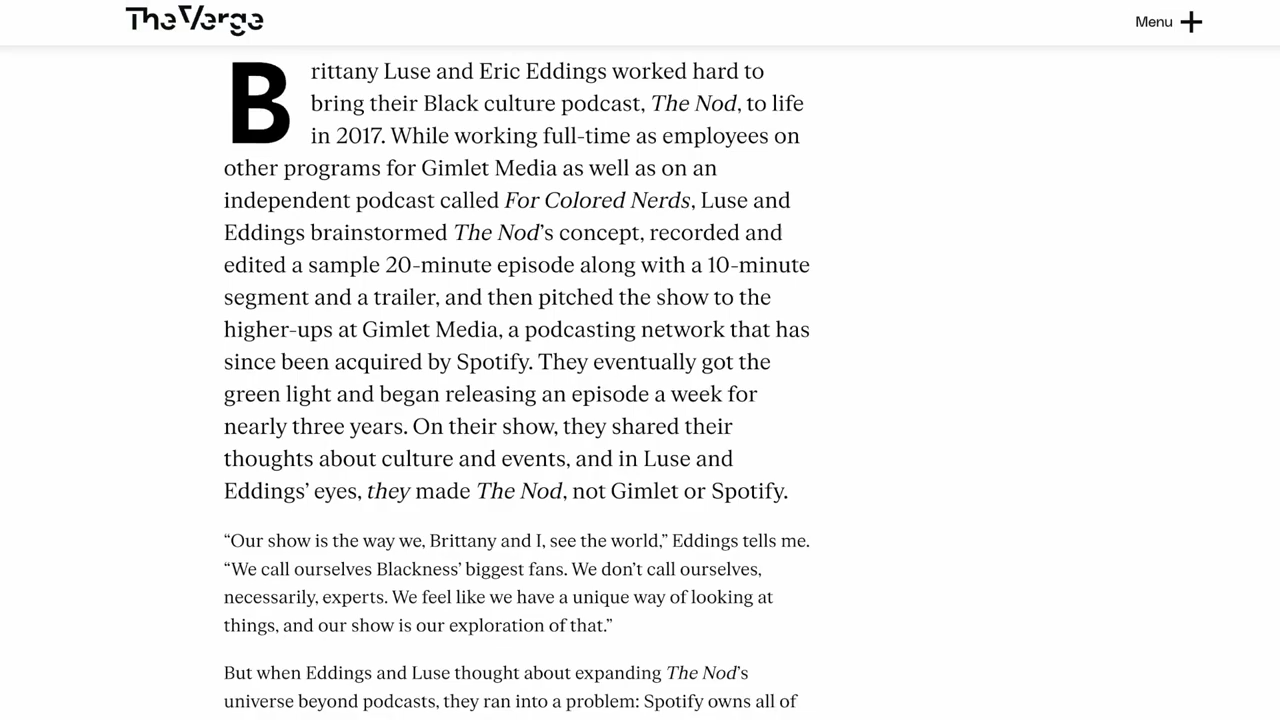 The Verge
Menu
Brittany Luse and Eric Eddings worked hard to
bring their Black culture podcast, The Nod, to life
in 2017. While working full-time as employees on
other programs for Gimlet Media as well as on an
independent podcast called For Colored Nerds, Luse and
Eddings brainstormed The Nod’s concept, recorded and
edited a sample 20-minute episode along with a 10-minute
segment and a trailer, and then pitched the show to the
higher-ups at Gimlet Media, a podcasting network that has
since been acquired by Spotify. They eventually got the
green light and began releasing an episode a week for
nearly three years. On their show, they shared their
thoughts about culture and events, and in Luse and
Eddings’ eyes, they made The Nod, not Gimlet or Spotify.
“Our show is the way we, Brittany and I, see the world,” Eddings tells me.
“We call ourselves Blackness’ biggest fans. We don’t call ourselves,
necessarily, experts. We feel like we have a unique way of looking at
things, and our show is our exploration of that.”
But when Eddings and Luse thought about expanding The Nod’s
universe beyond podcasts, they ran into a problem: Spotify owns all of